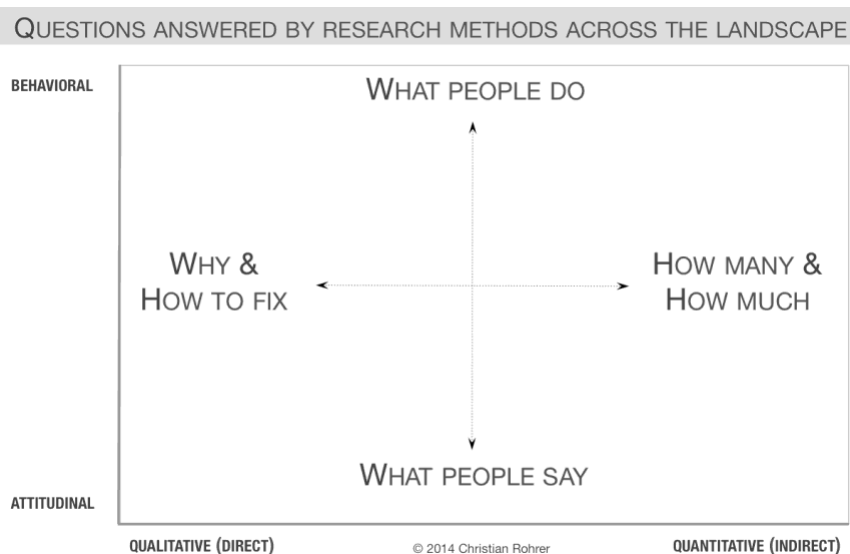 QUESTIONS ANSWERED BY RESEARCH METHODS ACROSS THE LANDSCAPE
BEHAVIORAL
WHAT PEOPLE DO
WHY &
HOW TO FIX
HOW MANY &
HOW MUCH
WHAT PEOPLE SAY
ATTITUDINAL
QUALITATIVE (DIRECT)
© 2014 Christian Rohrer
QUANTITATIVE (INDIRECT)